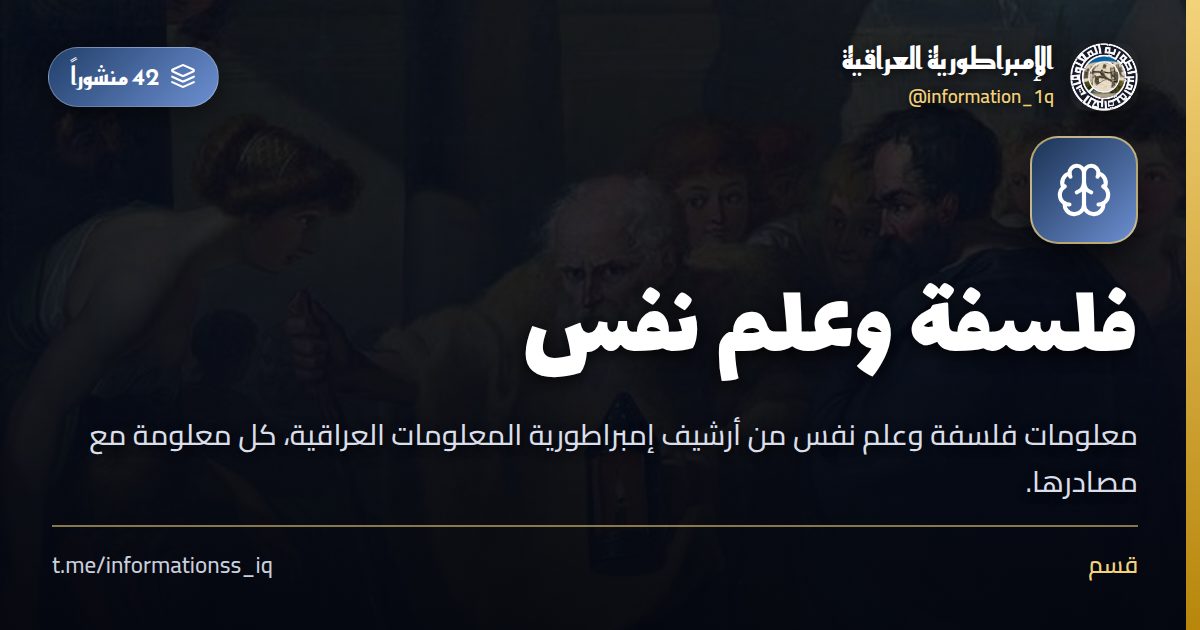 الإمبراطورية العراقية
@information_1q
42 منشوراً
فلسفة وعلم نفس
معلومات فلسفة وعلم نفس من أرشيف إمبراطورية المعلومات العراقية، كل معلومة مع
مصادرها.
قسم
t.me/informationss_iq